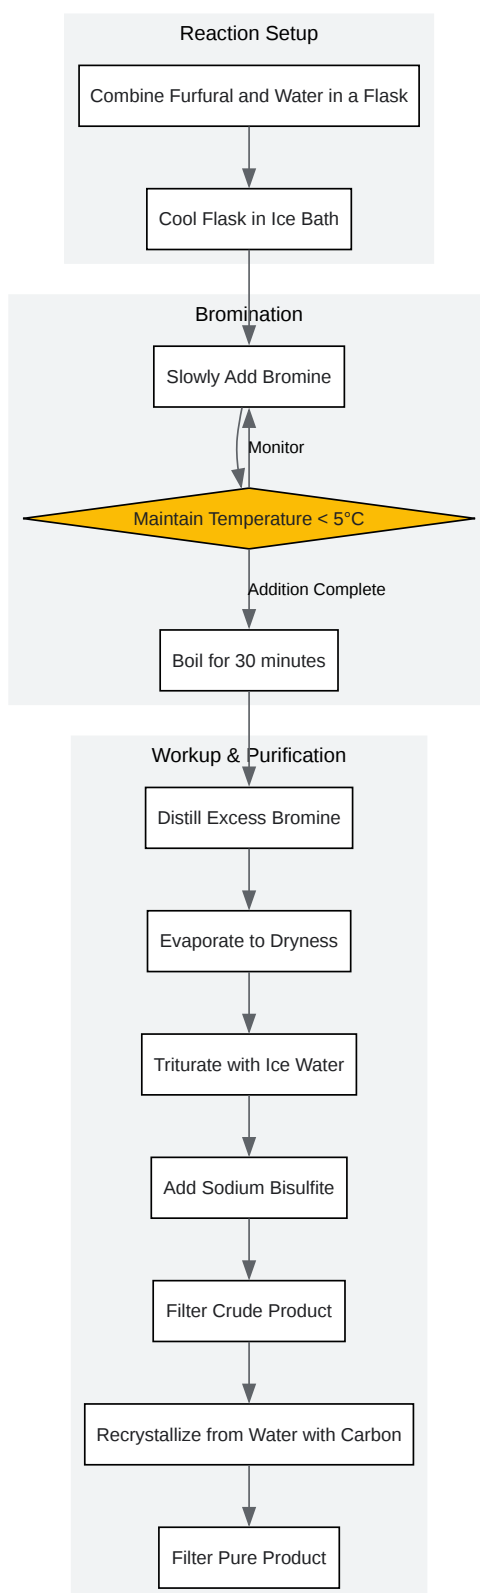 Reaction Setup
Combine Furfural and Water in a Flask
Cool Flask in Ice Bath
Bromination
Slowly Add Bromine
Monitor
Maintain Temperature < 5°C
Addition Complete
Boil for 30 minutes
Workup & Purification
Distill Excess Bromine
Evaporate to Dryness
Triturate with Ice Water
Add Sodium Bisulfite
Filter Crude Product
Recrystallize from Water with Carbon
Filter Pure Product